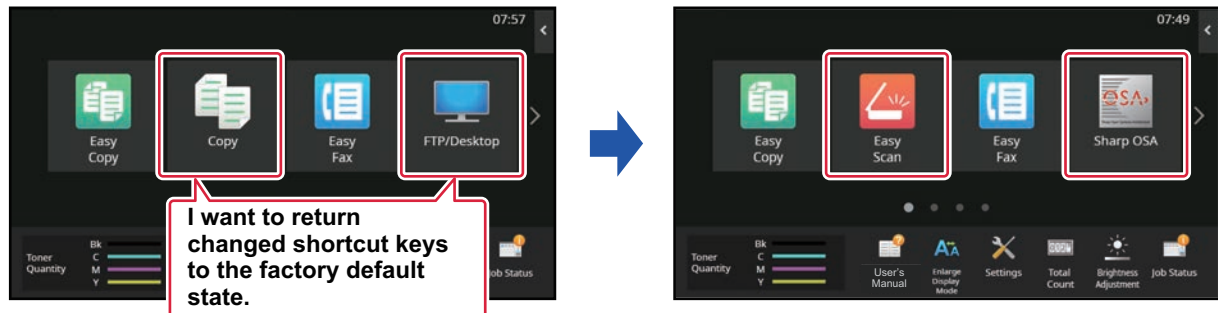 07:57
Easy
Copy
Copy
Easy
Fax
FTP/Desktop
I want to return
changed shortcut keys
to the factory default
state.
Toner
Quantity
Bk
C
M
Y
Job Status
07:49
Easy
Copy
Easy
Scan
Easy
Fax
OSA
Sharp OSA
Toner
Quantity
Bk
C
M
Y
User's
Manual
Enlarge
Display
Mode
Settings
Total
Count
Brightness
Adjustment
Job Status